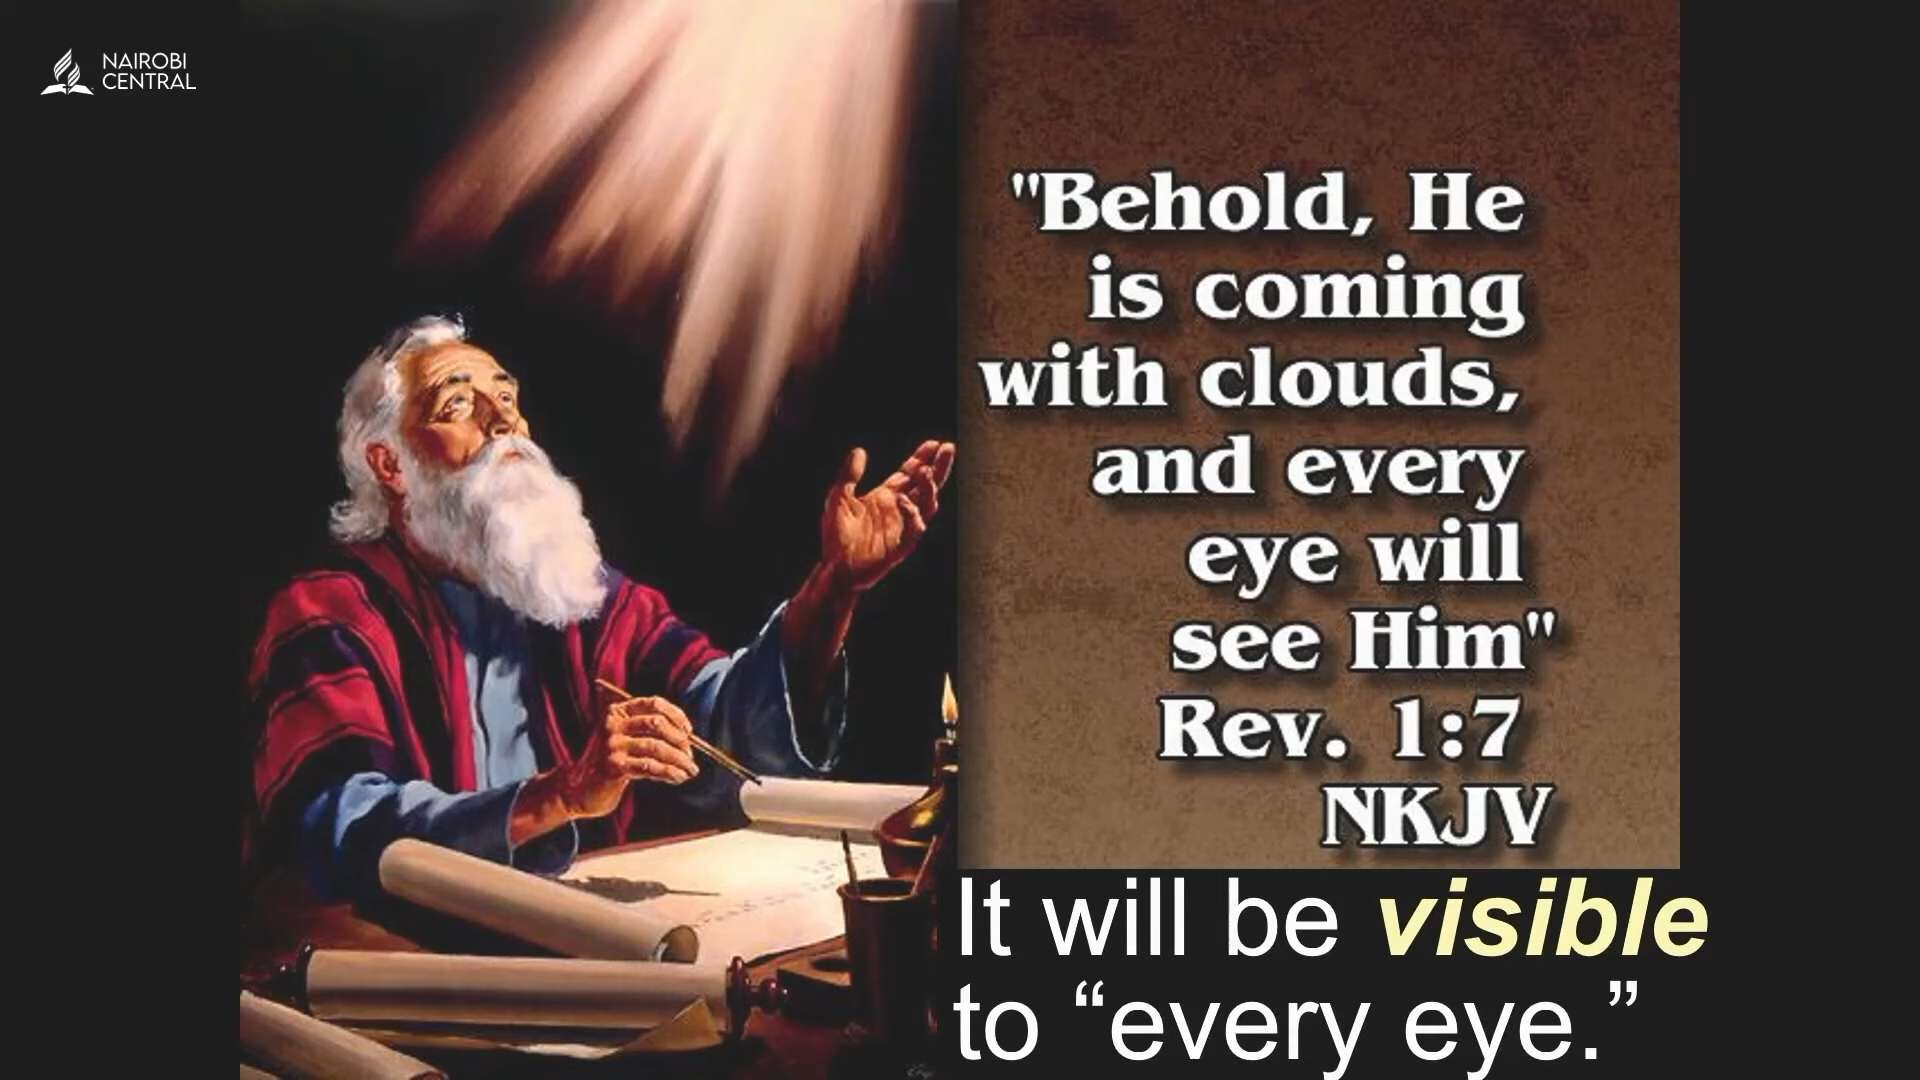 NAIROBI
CENTRAL
"Behold, He
is coming
with clouds,
and every
eye will
see Him"
Rev. 1:7
NKJV
It will be visible
to “every eye.”